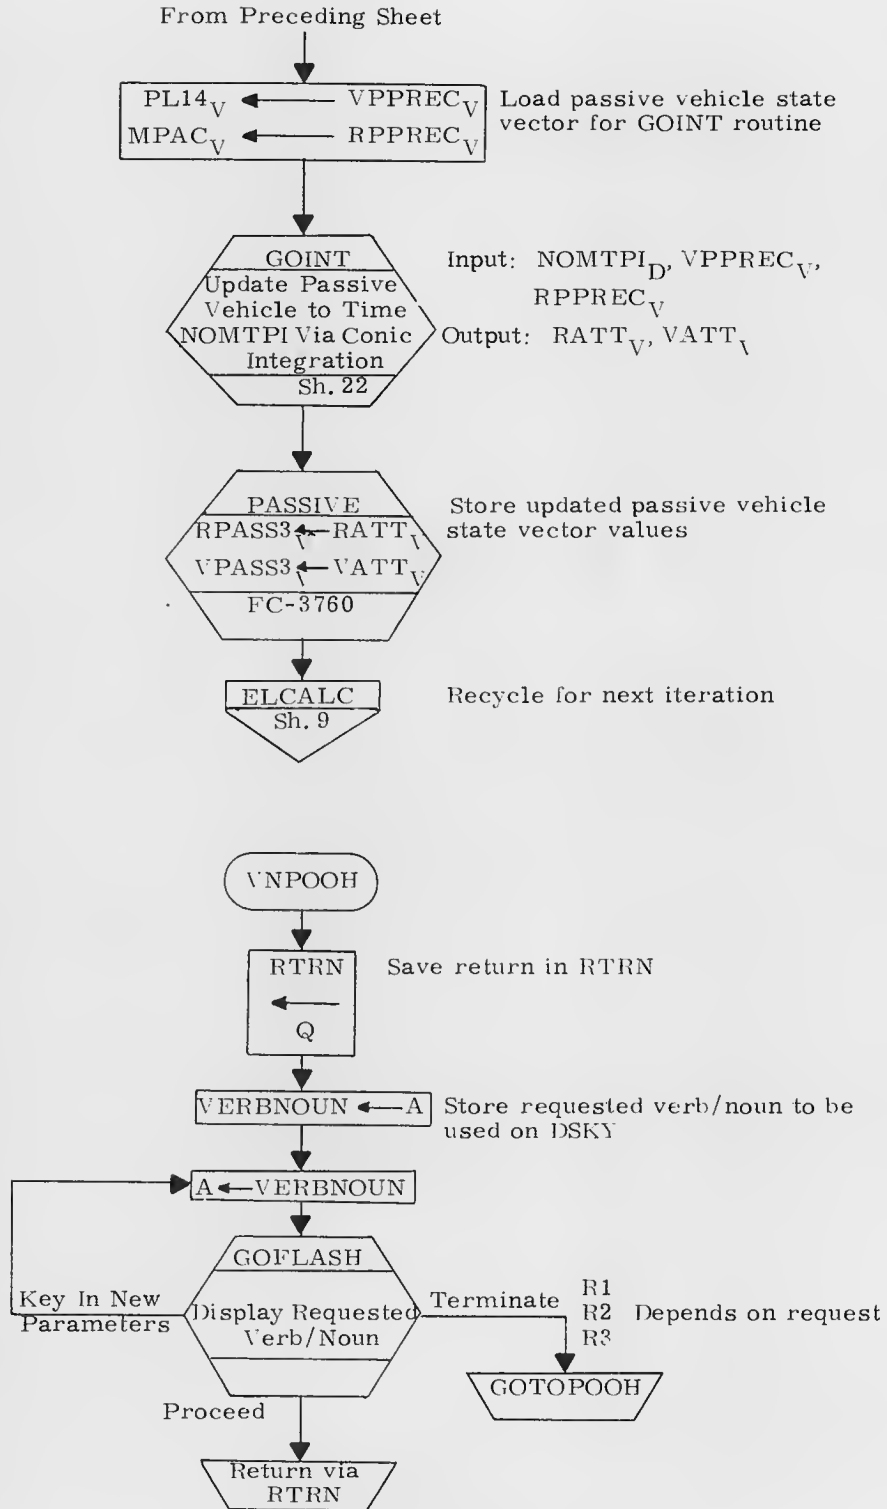 From Preceding Sheet
PL14V ← VPPRECV
MPACV ← RPPRECV
Load passive vehicle state
vector for GOINT routine
GOINT
Update Passive
Vehicle to Time
NOMTPI Via Conic
Integration
Sh. 22
Input: NOMTPID, VPPRECV,
RPPRECV
Output: RATTV, VATTV
PASSIVE
RPASS3V ← RATTV
VPASS3V ← VATTV
FC-3760
Store updated passive vehicle
state vector values
ELCALC
Sh. 9
Recycle for next iteration
VNPOOH
RTRN
←
Q
Save return in RTRN
VERBNOUN ← A
Store requested verb/noun to be
used on DSKY
A ← VERBNOUN
GOFLASH
Display Requested
Verb/Noun
Key In New
Parameters
Terminate
R1
R2 Depends on request
R3
GOTOPOOH
Proceed
Return via
RTRN